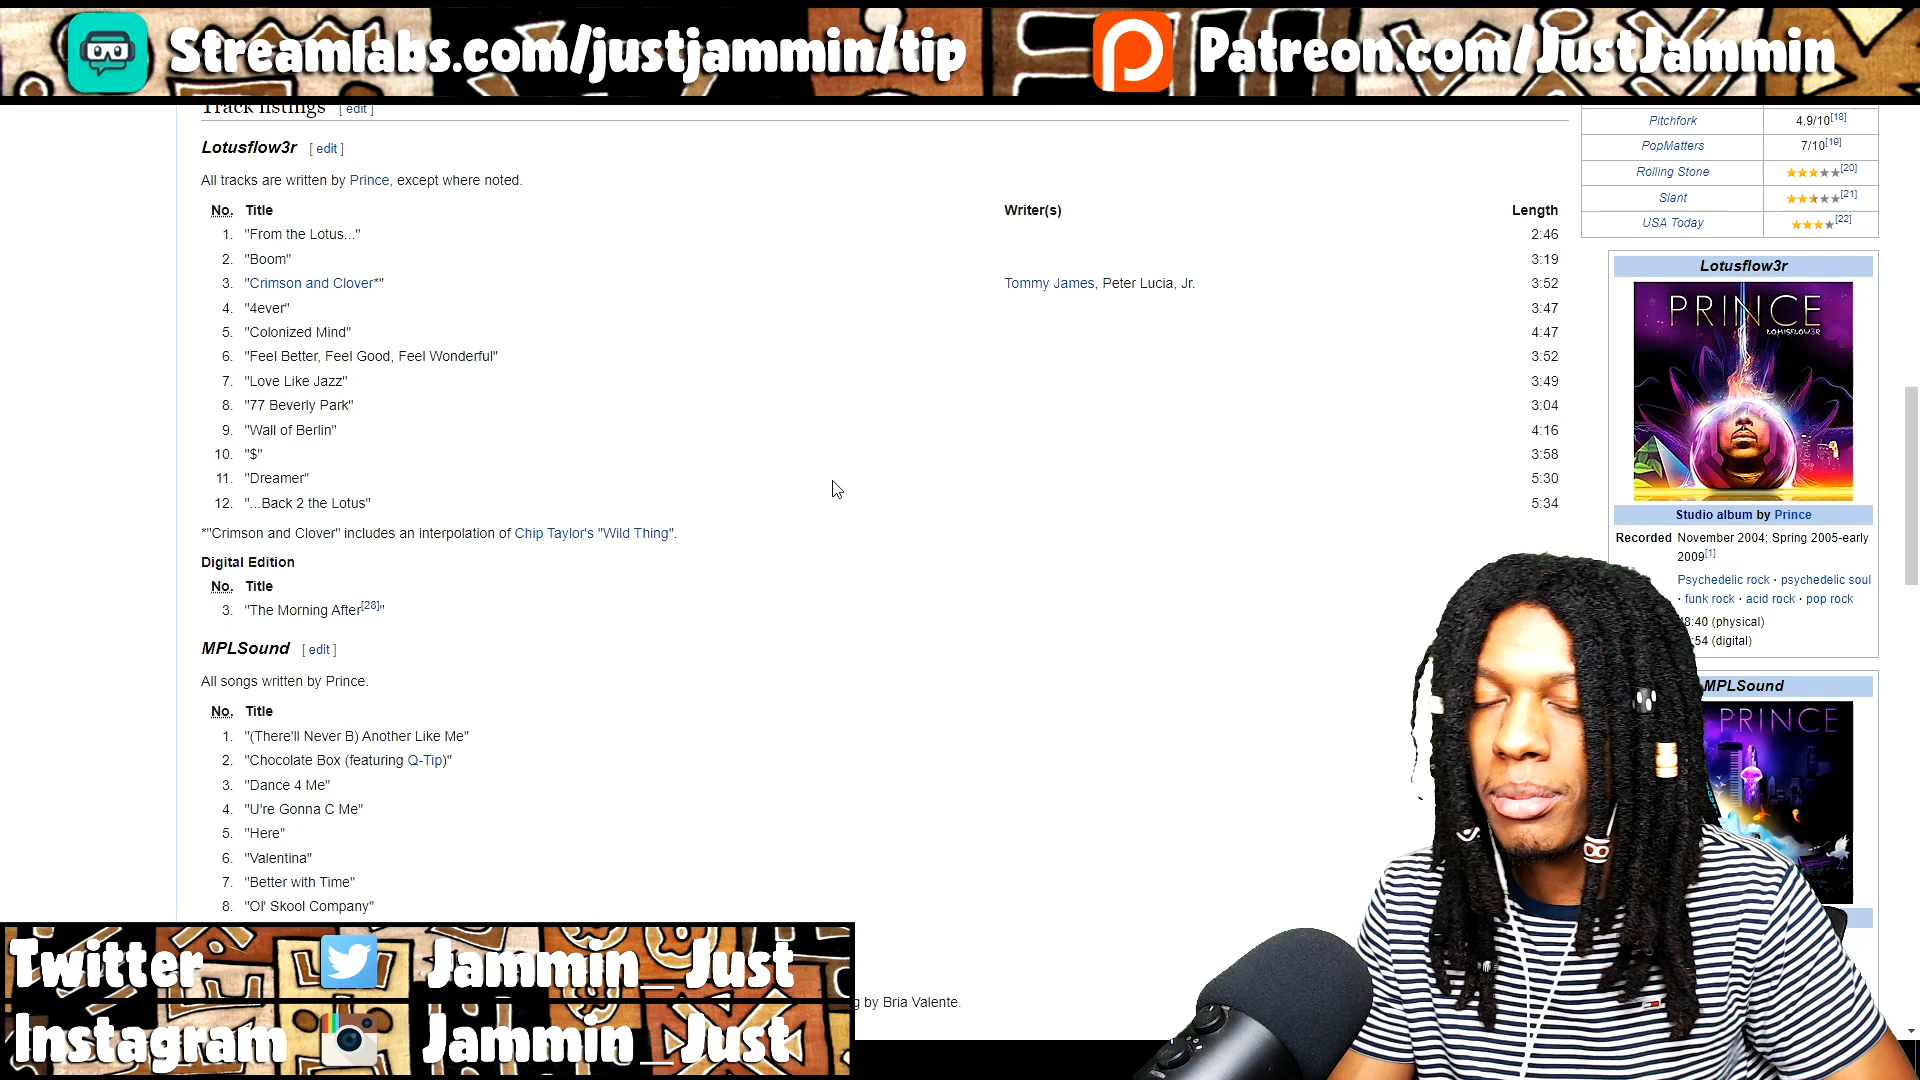 Streamlabs.com/justjammin/tip
Patreon.com/JustJammin
Track listings [ edit ]
Lotusflow3r [ edit ]
All tracks are written by Prince, except where noted.
No. Title Writer(s) Length
1. "From the Lotus..." 2:46
2. "Boom" 3:19
3. "Crimson and Clover*" Tommy James, Peter Lucia, Jr. 3:52
4. "4ever" 3:47
5. "Colonized Mind" 4:47
6. "Feel Better, Feel Good, Feel Wonderful" 3:52
7. "Love Like Jazz" 3:49
8. "77 Beverly Park" 3:04
9. "Wall of Berlin" 4:16
10. "$" 3:58
11. "Dreamer" 5:30
12. "...Back 2 the Lotus" 5:34
*"Crimson and Clover" includes an interpolation of Chip Taylor's "Wild Thing".
Digital Edition
No. Title
3. "The Morning After[28]"
MPLSound [ edit ]
All songs written by Prince.
No. Title
1. "(There'll Never B) Another Like Me"
2. "Chocolate Box (featuring Q-Tip)"
3. "Dance 4 Me"
4. "U're Gonna C Me"
5. "Here"
6. "Valentina"
7. "Better with Time"
8. "Ol' Skool Company"
g by Bria Valente.
Pitchfork 4.9/10[18]
PopMatters 7/10[19]
Rolling Stone [20]
Slant [21]
USA Today [22]
Lotusflow3r
PRINCE
LOTUSFLOW3R
Studio album by Prince
Recorded November 2004; Spring 2005-early
2009[1]
Psychedelic rock · psychedelic soul
· funk rock · acid rock · pop rock
8:40 (physical)
:54 (digital)
MPLSound
PRINCE
Twitter Jammin_Just
Instagram Jammin_Just